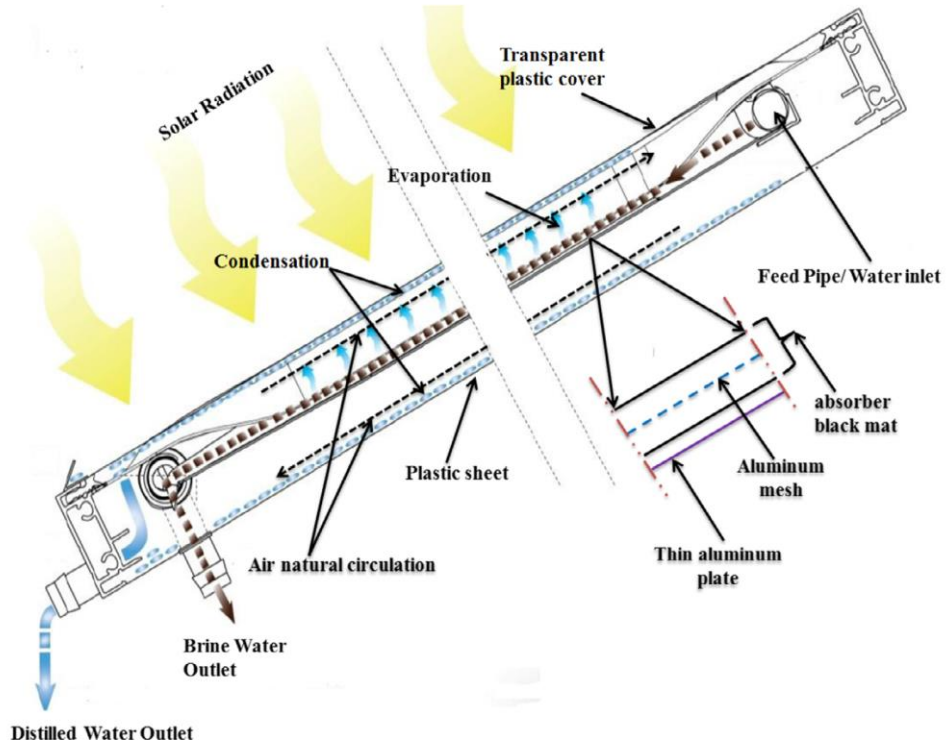 Transparent
plastic cover
Solar Radiation
Evaporation
Condensation
Feed Pipe/ Water inlet
absorber
black mat
Plastic sheet
Aluminum
mesh
Air natural circulation
Thin aluminum
plate
Brine Water
Outlet
Distilled Water Outlet